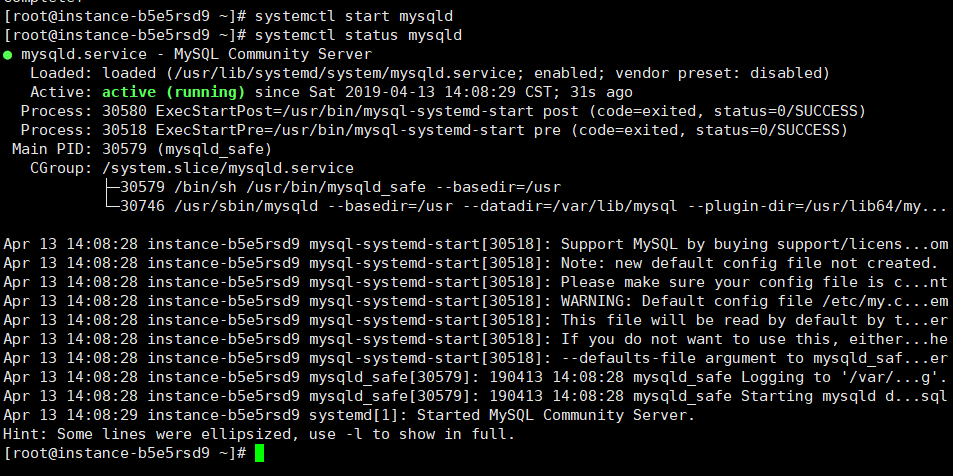 complete!
[root@instance-b5e5rsd9 ~]# systemctl start mysqld
[root@instance-b5e5rsd9 ~]# systemctl status mysqld
● mysqld.service - MySQL Community Server
   Loaded: loaded (/usr/lib/systemd/system/mysqld.service; enabled; vendor preset: disabled)
   Active: active (running) since Sat 2019-04-13 14:08:29 CST; 31s ago
  Process: 30580 ExecStartPost=/usr/bin/mysql-systemd-start post (code=exited, status=0/SUCCESS)
  Process: 30518 ExecStartPre=/usr/bin/mysql-systemd-start pre (code=exited, status=0/SUCCESS)
 Main PID: 30579 (mysqld_safe)
   CGroup: /system.slice/mysqld.service
           ├─30579 /bin/sh /usr/bin/mysqld_safe --basedir=/usr
           └─30746 /usr/sbin/mysqld --basedir=/usr --datadir=/var/lib/mysql --plugin-dir=/usr/lib64/my...
Apr 13 14:08:28 instance-b5e5rsd9 mysql-systemd-start[30518]: Support MySQL by buying support/licens...om
Apr 13 14:08:28 instance-b5e5rsd9 mysql-systemd-start[30518]: Note: new default config file not created.
Apr 13 14:08:28 instance-b5e5rsd9 mysql-systemd-start[30518]: Please make sure your config file is c...nt
Apr 13 14:08:28 instance-b5e5rsd9 mysql-systemd-start[30518]: WARNING: Default config file /etc/my.c...em
Apr 13 14:08:28 instance-b5e5rsd9 mysql-systemd-start[30518]: This file will be read by default by t...er
Apr 13 14:08:28 instance-b5e5rsd9 mysql-systemd-start[30518]: If you do not want to use this, either...he
Apr 13 14:08:28 instance-b5e5rsd9 mysql-systemd-start[30518]: --defaults-file argument to mysqld_saf...er
Apr 13 14:08:28 instance-b5e5rsd9 mysqld_safe[30579]: 190413 14:08:28 mysqld_safe Logging to '/var/...g'.
Apr 13 14:08:28 instance-b5e5rsd9 mysqld_safe[30579]: 190413 14:08:28 mysqld_safe Starting mysqld d...sql
Apr 13 14:08:29 instance-b5e5rsd9 systemd[1]: Started MySQL Community Server.
Hint: Some lines were ellipsized, use -l to show in full.
[root@instance-b5e5rsd9 ~]#